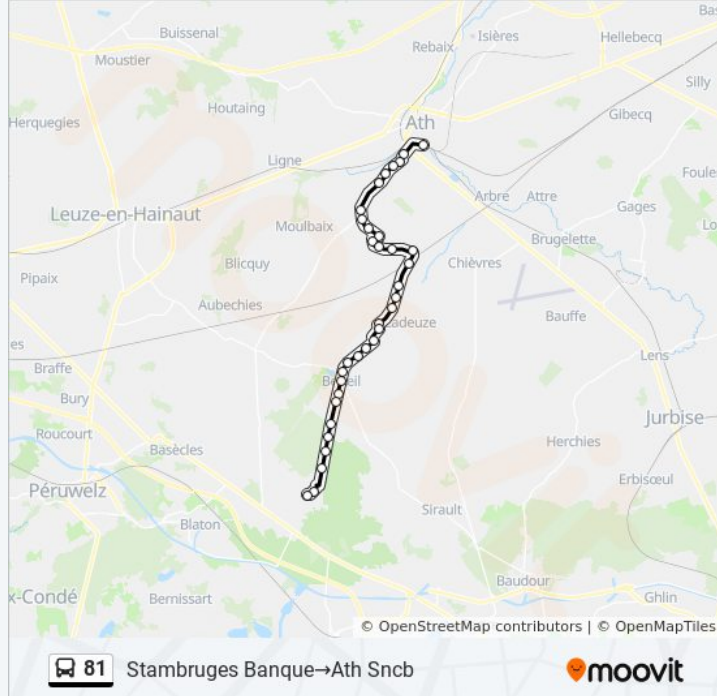 Buissenal
Isières
Hellebecq
Rebaix
Moustier
Silly
Houtaing
Gibecq
Herquegies
Ath
Ligne
Arbre
Attre
Leuze-en-Hainaut
Gages
Moulbaix
Brugelette
Blicquy
Chièvres
Pipaix
Aubechies
Bauffe
Ladeuze
Lens
Braffe
Bury
Jurbise
Roucourt
Basècles
Herchies
Erbisœul
Péruwelz
Sirault
Blaton
Baudour
x-Condé
Bernissart
Ghlin
© OpenStreetMap contributors | © OpenMapTiles
81 Stambruges Banque→Ath Sncb
moovit